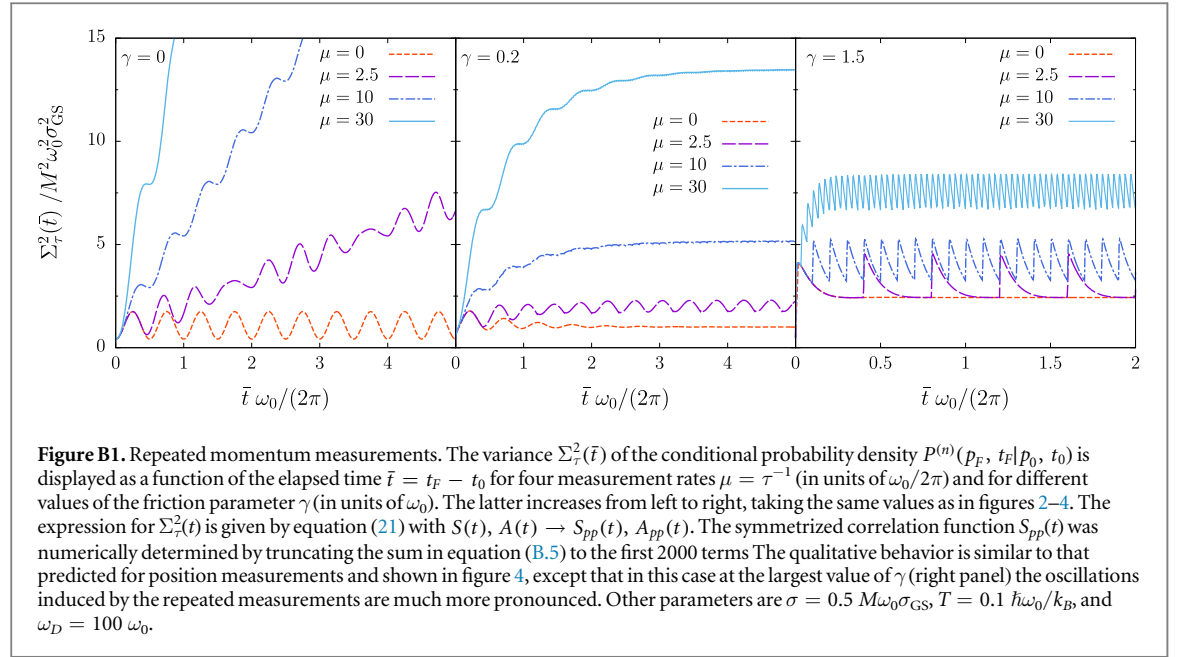 15
γ = 0
μ = 0
μ = 2.5
μ = 10
μ = 30
γ = 0.2
μ = 0
μ = 2.5
μ = 10
μ = 30
γ = 1.5
μ = 0
μ = 2.5
μ = 10
μ = 30
10
5
0
Σ²τ(t̄) /M²ω₀²σ²GS
0 1 2 3 4
0 1 2 3 4
0 0.5 1 1.5 2
t̄ ω₀/(2π)
t̄ ω₀/(2π)
t̄ ω₀/(2π)
Figure B1. Repeated momentum measurements. The variance Σ²τ(t̄) of the conditional probability density P⁽ⁿ⁾(p_F, t_F|p₀, t₀) is
displayed as a function of the elapsed time t̄ = t_F − t₀ for four measurement rates μ = τ⁻¹ (in units of ω₀/2π) and for different
values of the friction parameter γ (in units of ω₀). The latter increases from left to right, taking the same values as in figures 2–4. The
expression for Σ²τ(t) is given by equation (21) with S(t), A(t) → S_pp(t), A_pp(t). The symmetrized correlation function S_pp(t) was
numerically determined by truncating the sum in equation (B.5) to the first 2000 terms The qualitative behavior is similar to that
predicted for position measurements and shown in figure 4, except that in this case at the largest value of γ (right panel) the oscillations
induced by the repeated measurements are much more pronounced. Other parameters are σ = 0.5 Mω₀σ_GS, T = 0.1 ħω₀/k_B, and
ω_D = 100 ω₀.